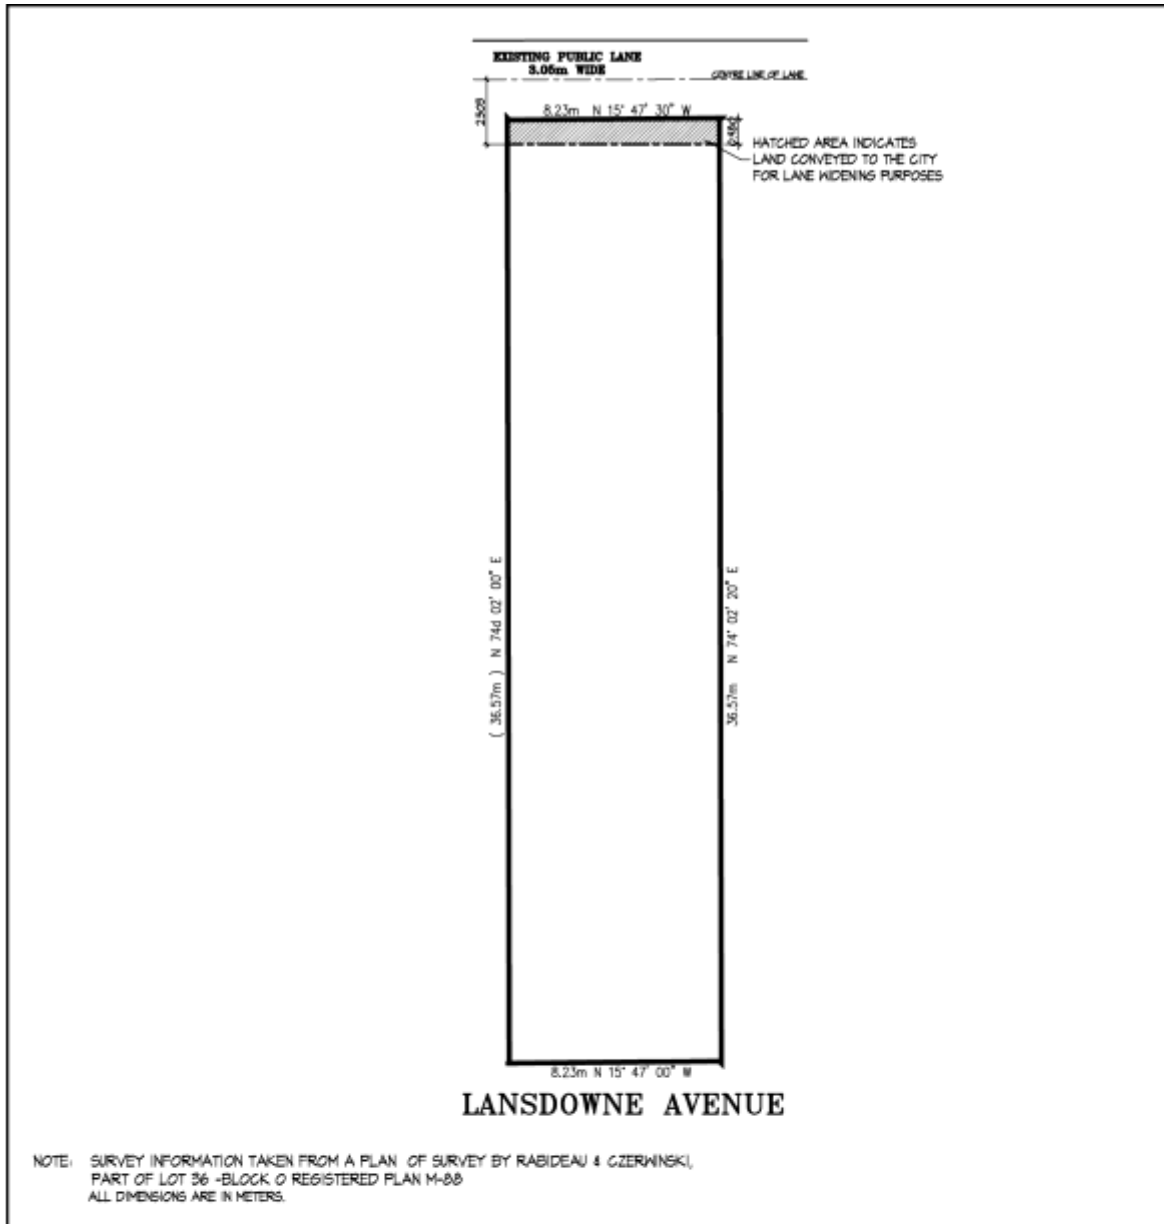 EXISTING PUBLIC LANE
3.05m WIDE
CENTRE LINE OF LANE
8.23m N 15° 47' 30" W
HATCHED AREA INDICATES
LAND CONVEYED TO THE CITY
FOR LANE WIDENING PURPOSES
( 36.57m ) N 74d 02' 00" E
36.57m N 74° 02' 20" E
8.23m N 15° 47' 00" W
LANSDOWNE AVENUE
NOTE: SURVEY INFORMATION TAKEN FROM A PLAN OF SURVEY BY RABIDEAU & CZERWINSKI,
PART OF LOT 36 -BLOCK O REGISTERED PLAN M-88
ALL DIMENSIONS ARE IN METERS.